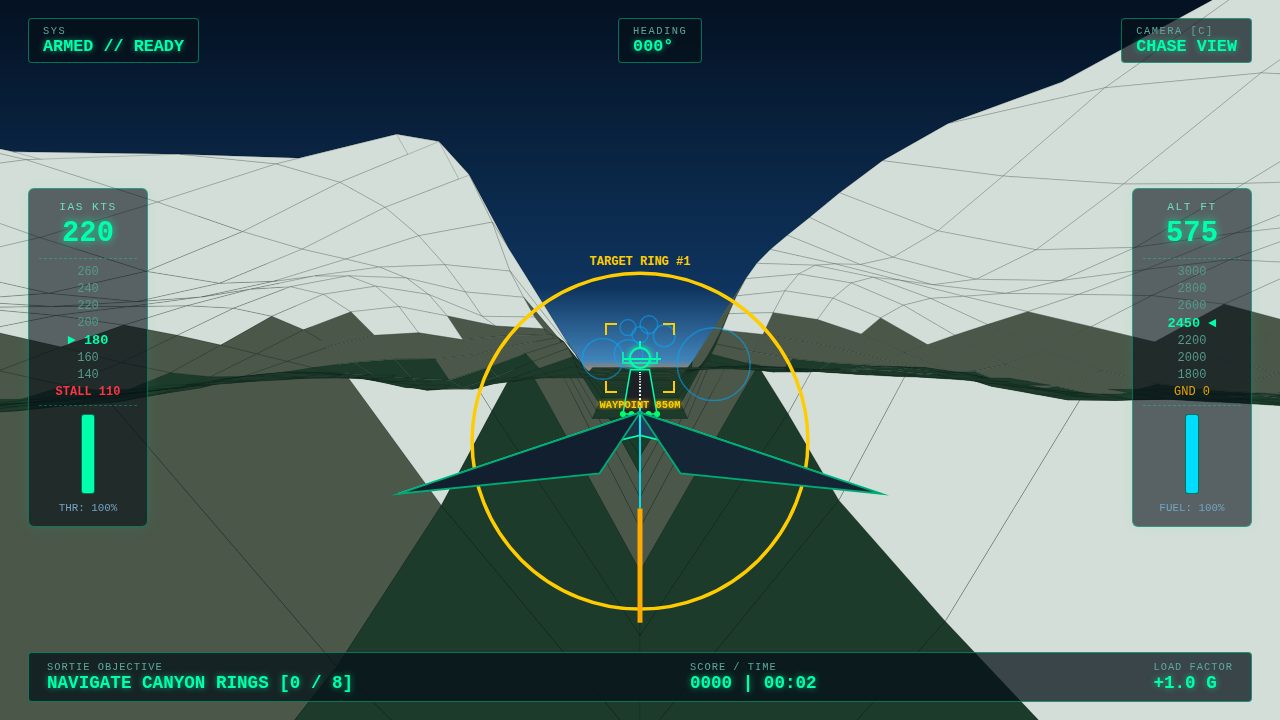 SYS
ARMED // READY
HEADING
000°
CAMERA [C]
CHASE VIEW
IAS KTS
220
260
240
220
200
▶ 180
160
140
STALL 110
THR: 100%
TARGET RING #1
WAYPOINT 850M
ALT FT
575
3000
2800
2600
2450 ◀
2200
2000
1800
GND 0
FUEL: 100%
SORTIE OBJECTIVE
NAVIGATE CANYON RINGS [0 / 8]
SCORE / TIME
0000 | 00:02
LOAD FACTOR
+1.0 G